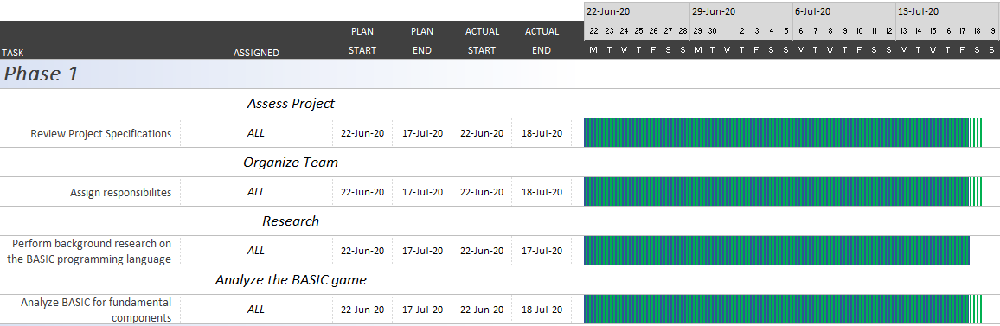 22-Jun-20 29-Jun-20 6-Jul-20 13-Jul-20
PLAN PLAN ACTUAL ACTUAL 22 23 24 25 26 27 28 29 30 1 2 3 4 5 6 7 8 9 10 11 12 13 14 15 16 17 18 19
TASK ASSIGNED START END START END M T W T F S S M T W T F S S M T W T F S S M T W T F S S
Phase 1
Assess Project
Review Project Specifications ALL 22-Jun-20 17-Jul-20 22-Jun-20 18-Jul-20
Organize Team
Assign responsibilites ALL 22-Jun-20 17-Jul-20 22-Jun-20 18-Jul-20
Research
Perform background research on
the BASIC programming language ALL 22-Jun-20 17-Jul-20 22-Jun-20 17-Jul-20
Analyze the BASIC game
Analyze BASIC for fundamental
components ALL 22-Jun-20 17-Jul-20 22-Jun-20 18-Jul-20